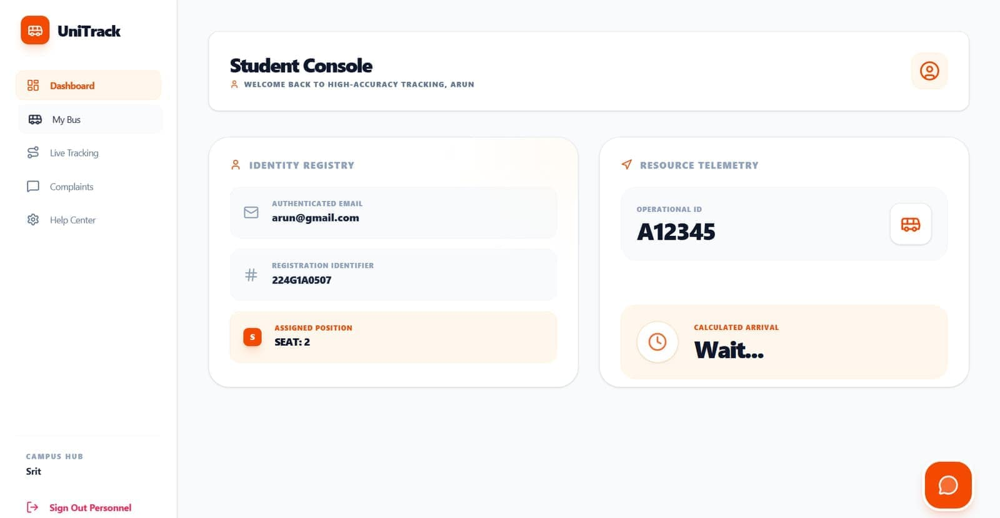 UniTrack
Dashboard
My Bus
Live Tracking
Complaints
Help Center
CAMPUS HUB
Srit
Sign Out Personnel
Student Console
WELCOME BACK TO HIGH-ACCURACY TRACKING, ARUN
IDENTITY REGISTRY
AUTHENTICATED EMAIL
arun@gmail.com
REGISTRATION IDENTIFIER
224G1A0507
S
ASSIGNED POSITION
SEAT: 2
RESOURCE TELEMETRY
OPERATIONAL ID
A12345
CALCULATED ARRIVAL
Wait...